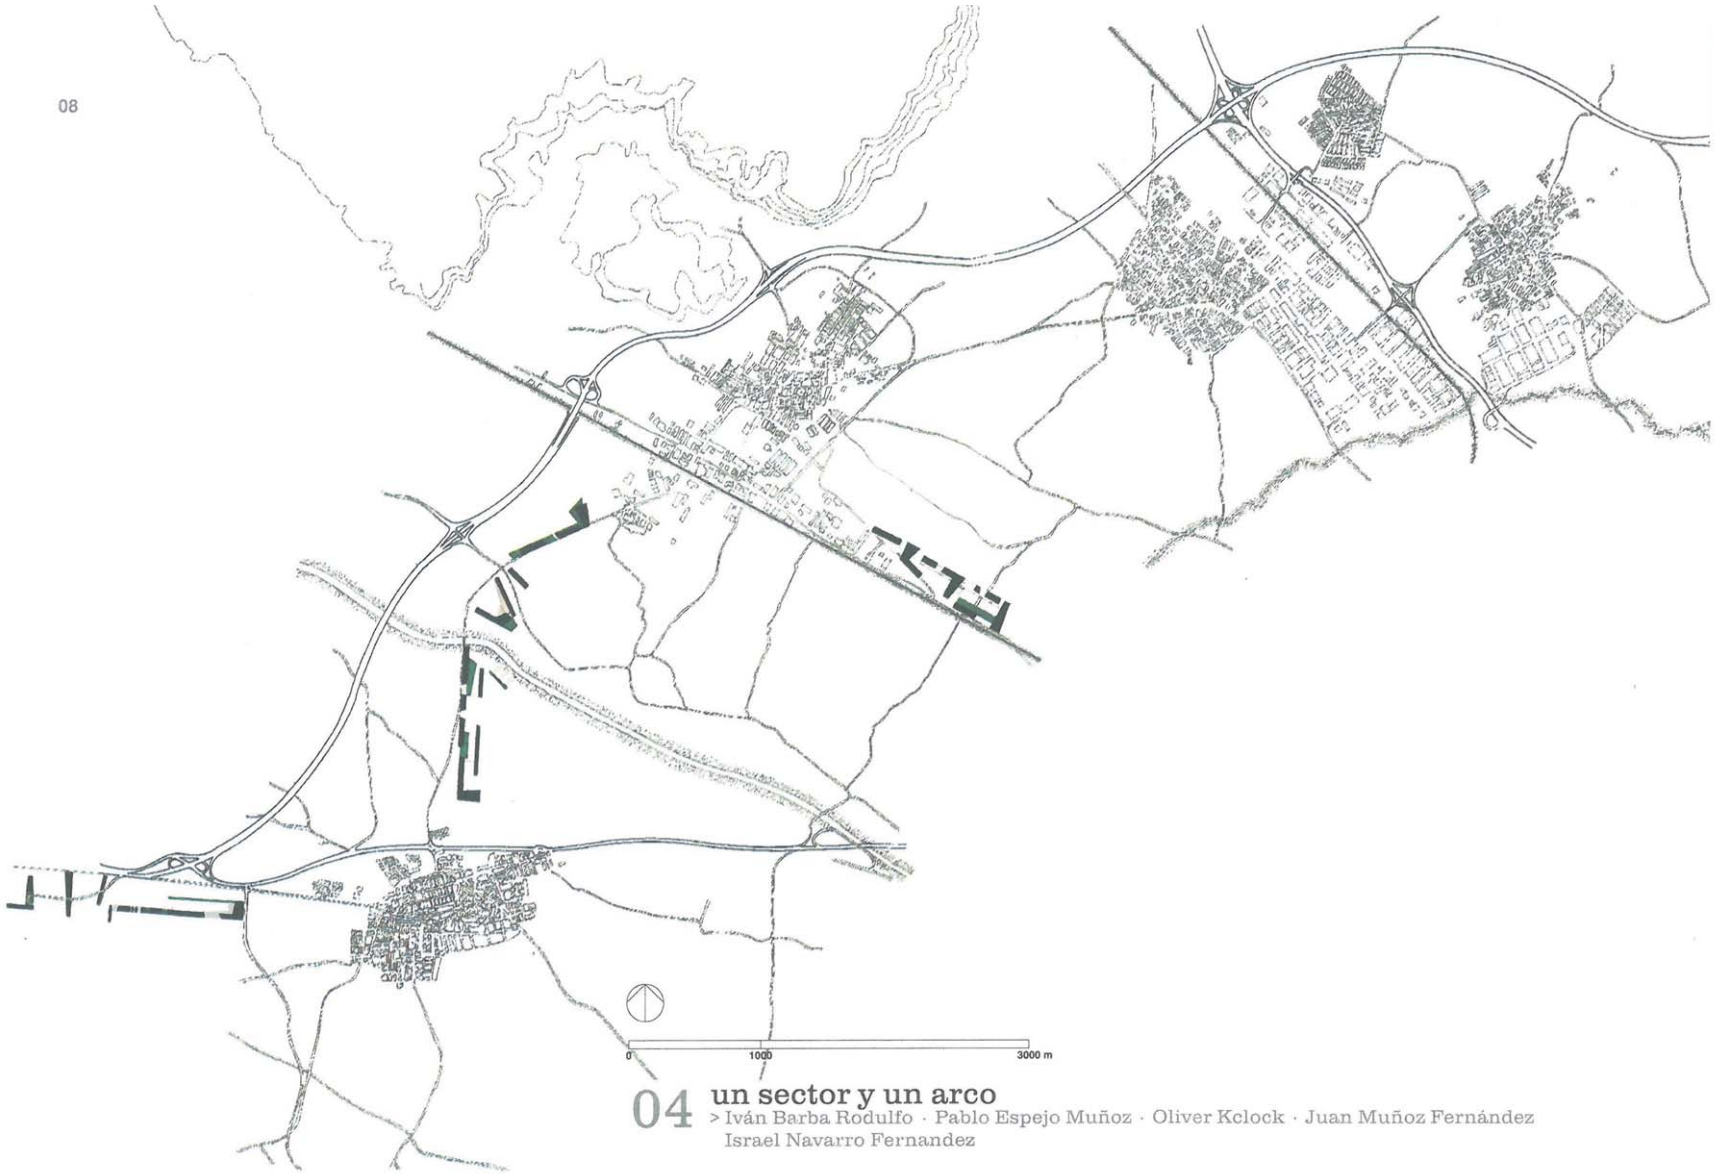 08
0 1000 3000 m
04 un sector y un arco
> Iván Barba Rodulfo · Pablo Espejo Muñoz · Oliver Kclock · Juan Muñoz Fernández
Israel Navarro Fernandez